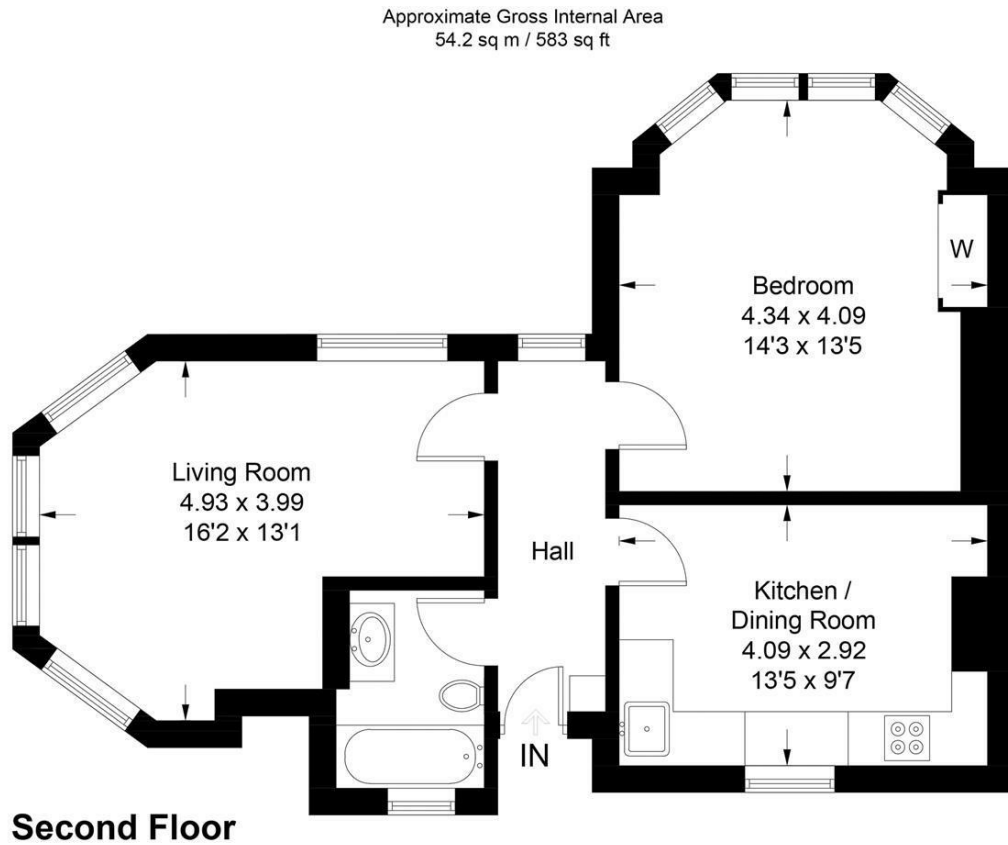 Approximate Gross Internal Area
54.2 sq m / 583 sq ft
Bedroom
4.34 x 4.09
14'3 x 13'5
W
Living Room
4.93 x 3.99
16'2 x 13'1
Hall
Kitchen /
Dining Room
4.09 x 2.92
13'5 x 9'7
IN
Second Floor